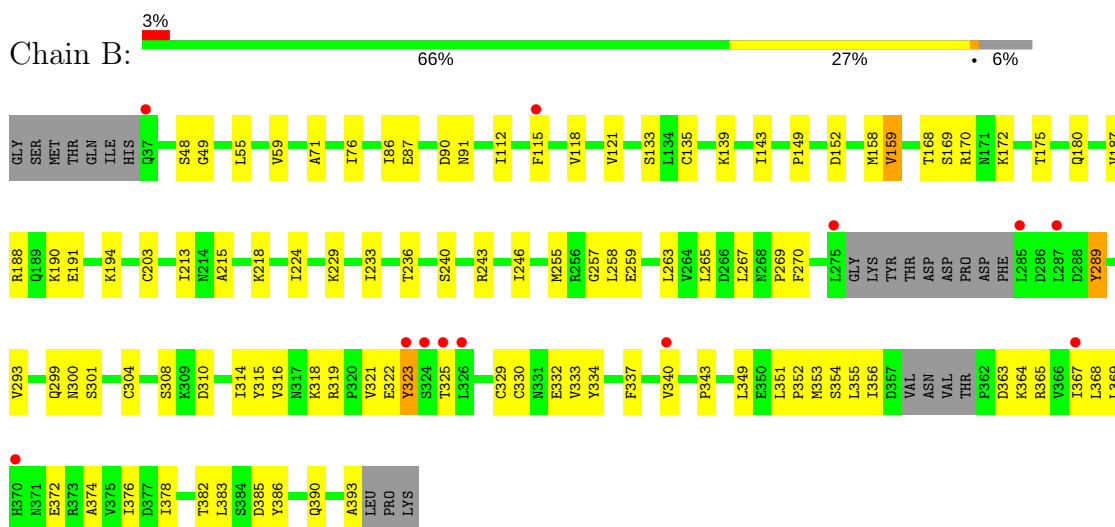 3%
Chain B:
66% 27% • 6%
GLY SER MET THR GLN ILE HIS Q37 S48 G49 L55 V59 A71 I76 I86 E87 D90 N91 I112 F115 V118 V121 S133 L134 C135 K139 I143 P149 D152 M158 V159 T168 S169 R170 N171 K172 T175 Q180 V187
R188 Q189 K190 E191 K194 C203 I213 N214 A215 K218 I224 K229 I233 T236 S240 R243 I246 M255 R256 G257 L258 E259 L263 V264 L265 D266 L267 N268 P269 F270 L275 GLY LYS TYR THR ASP ASP PRO ASP PHE L285 D286 L287 D288 Y289
V293 Q299 N300 S301 C304 S308 K309 D310 I314 Y315 V316 N317 K318 R319 P320 V321 E322 Y323 S324 T325 L326 C329 C330 N331 E332 V333 Y334 F337 V340 P343 L349 E350 L351 P352 M353 S354 L355 I356 D357 VAL ASN VAL THR P362 D363 K364 R365 V366 I367 L368 L369
H370 N371 E372 R373 A374 V375 I376 D377 I378 T382 L383 S384 D385 Y386 Q390 A393 LEU PRO LYS